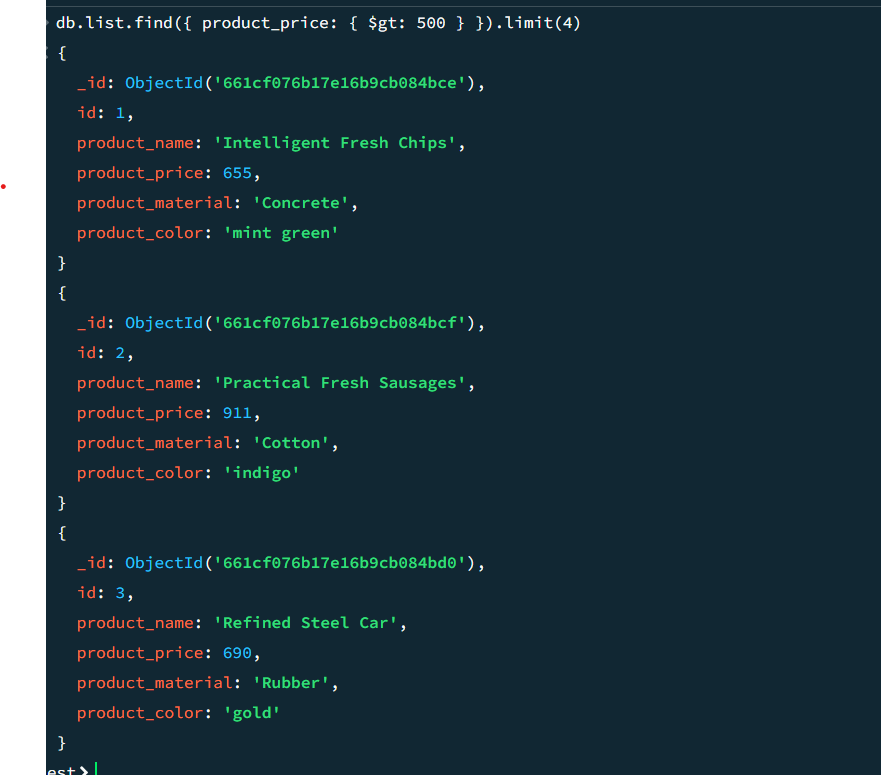 db.list.find({ product_price: { $gt: 500 } }).limit(4)
{
_id: ObjectId('661cf076b17e16b9cb084bce'),
id: 1,
product_name: 'Intelligent Fresh Chips',
product_price: 655,
product_material: 'Concrete',
product_color: 'mint green'
}
{
_id: ObjectId('661cf076b17e16b9cb084bcf'),
id: 2,
product_name: 'Practical Fresh Sausages',
product_price: 911,
product_material: 'Cotton',
product_color: 'indigo'
}
{
_id: ObjectId('661cf076b17e16b9cb084bd0'),
id: 3,
product_name: 'Refined Steel Car',
product_price: 690,
product_material: 'Rubber',
product_color: 'gold'
}
est>